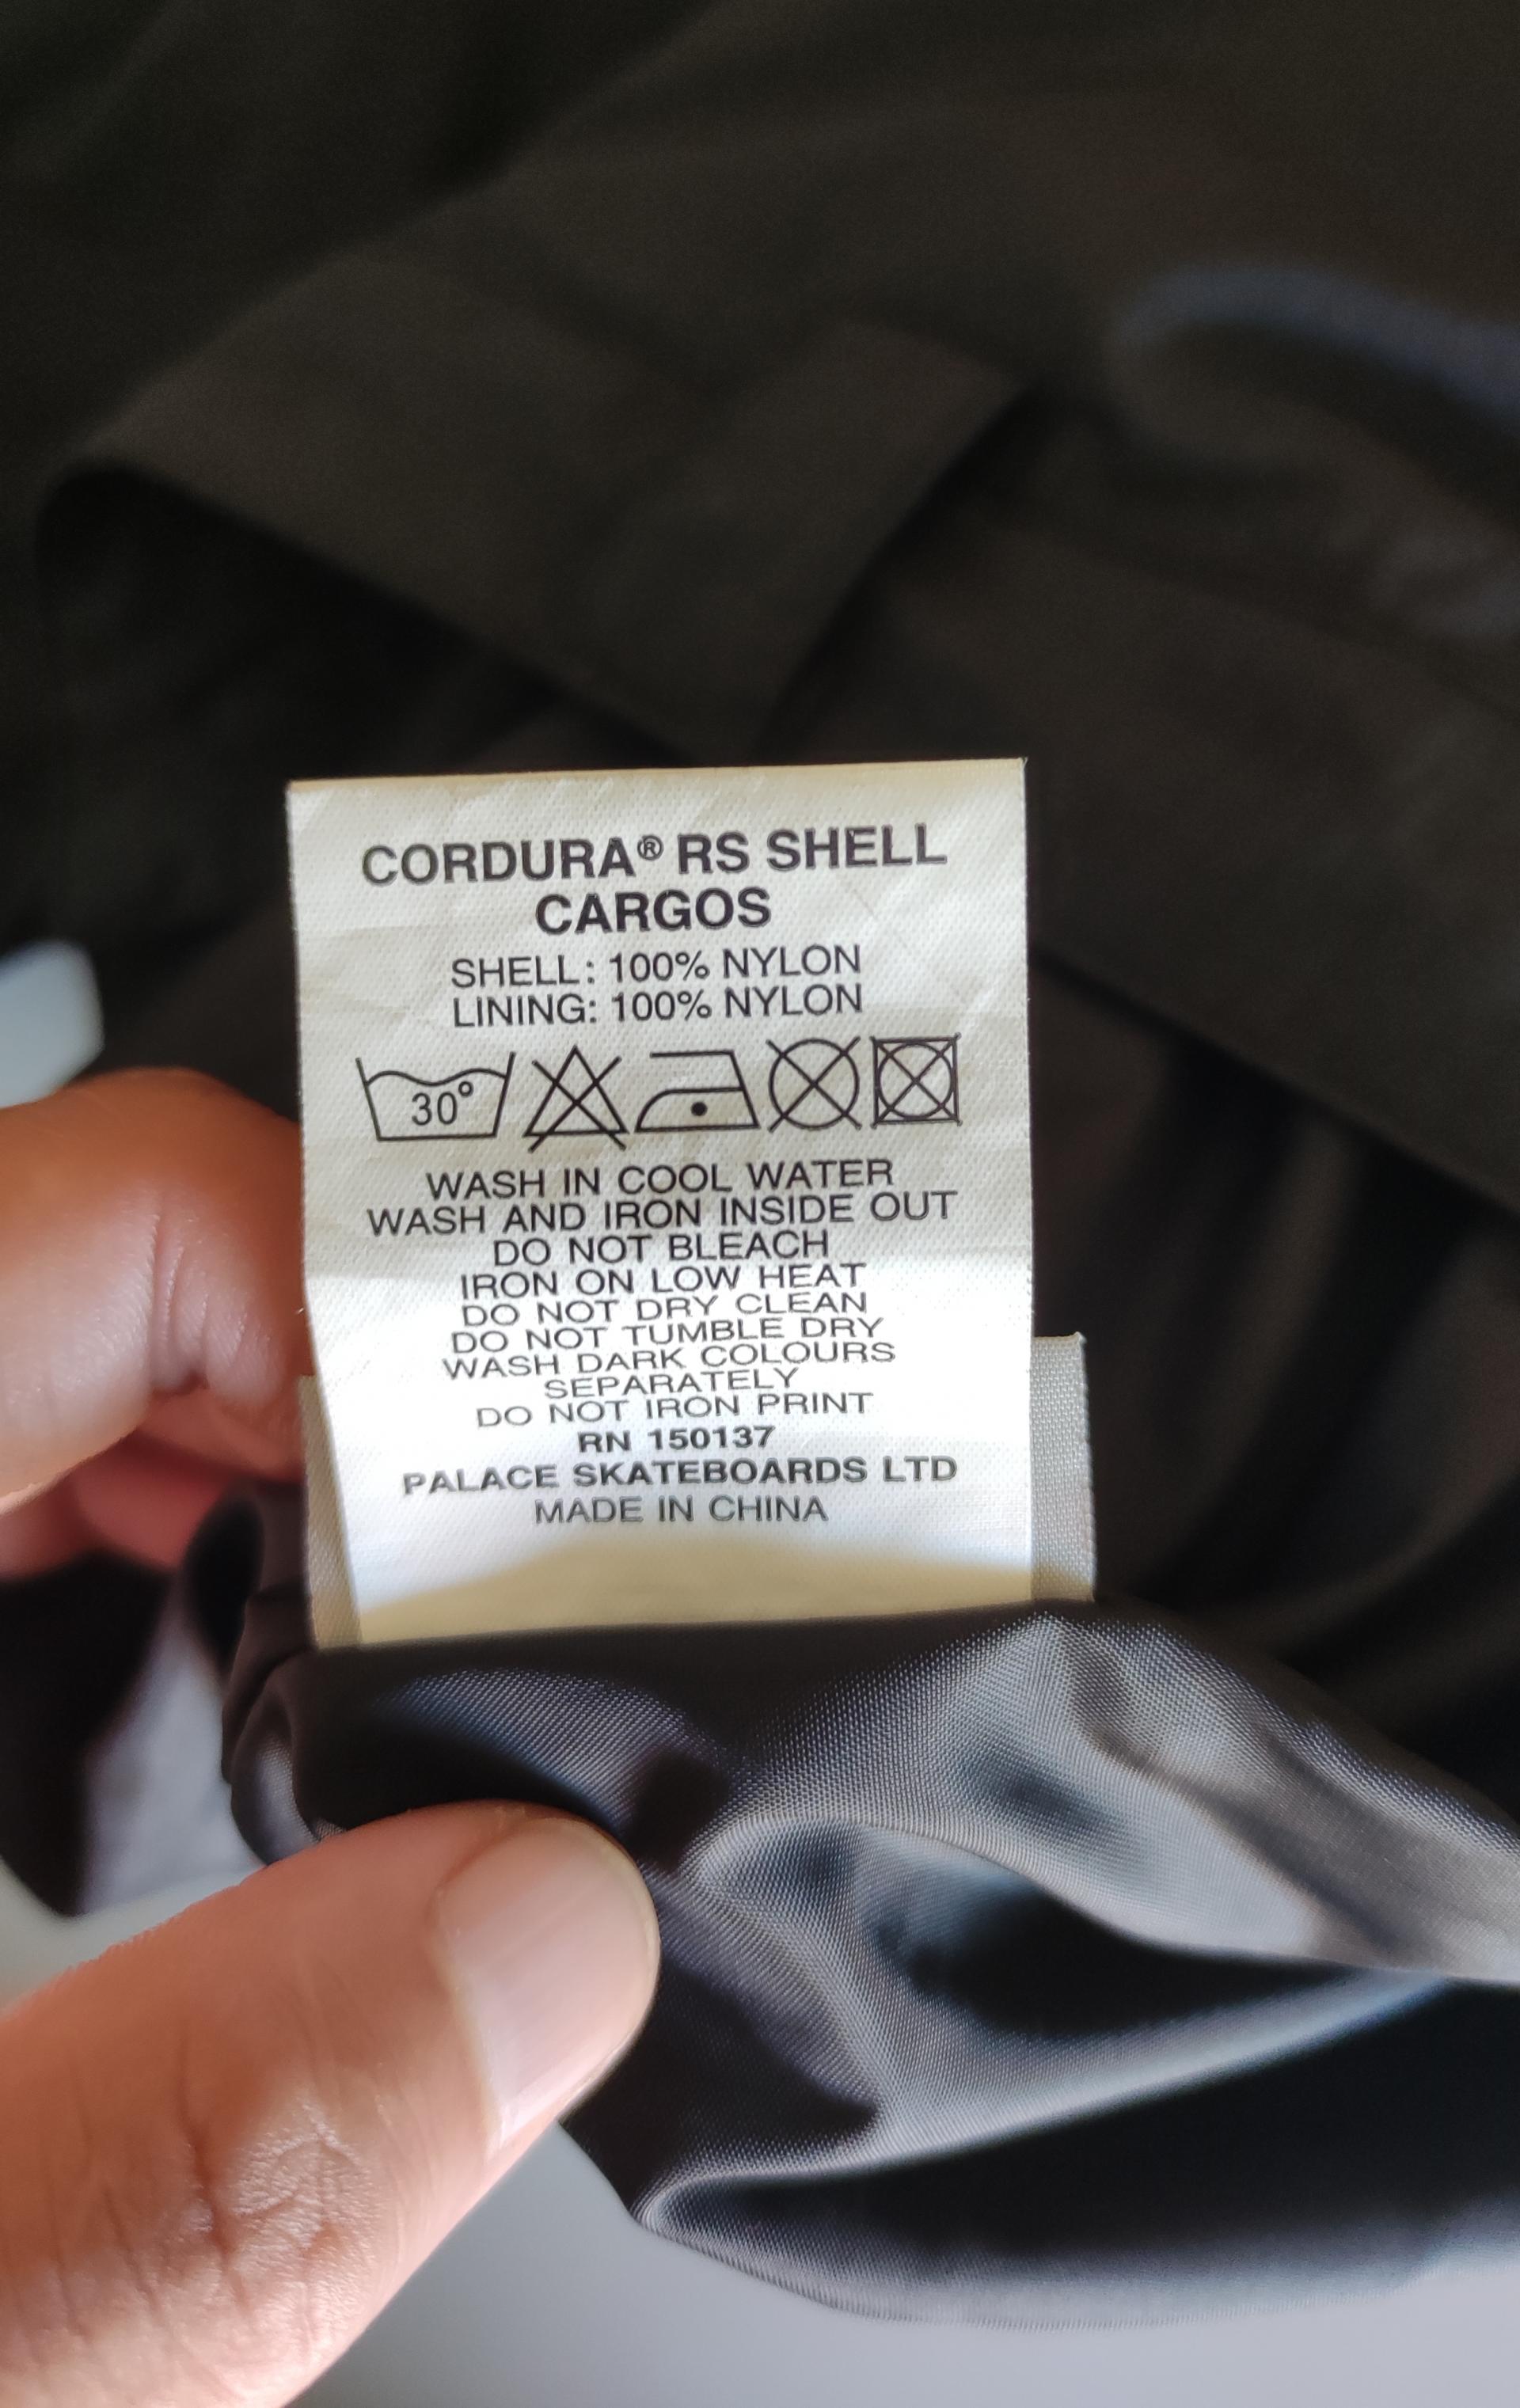 CORDURA® RS SHELL
CARGOS
SHELL: 100% NYLON
LINING: 100% NYLON
30°
WASH IN COOL WATER
WASH AND IRON INSIDE OUT
DO NOT BLEACH
IRON ON LOW HEAT
DO NOT DRY CLEAN
DO NOT TUMBLE DRY
WASH DARK COLOURS
SEPARATELY
DO NOT IRON PRINT
RN 150137
PALACE SKATEBOARDS LTD
MADE IN CHINA